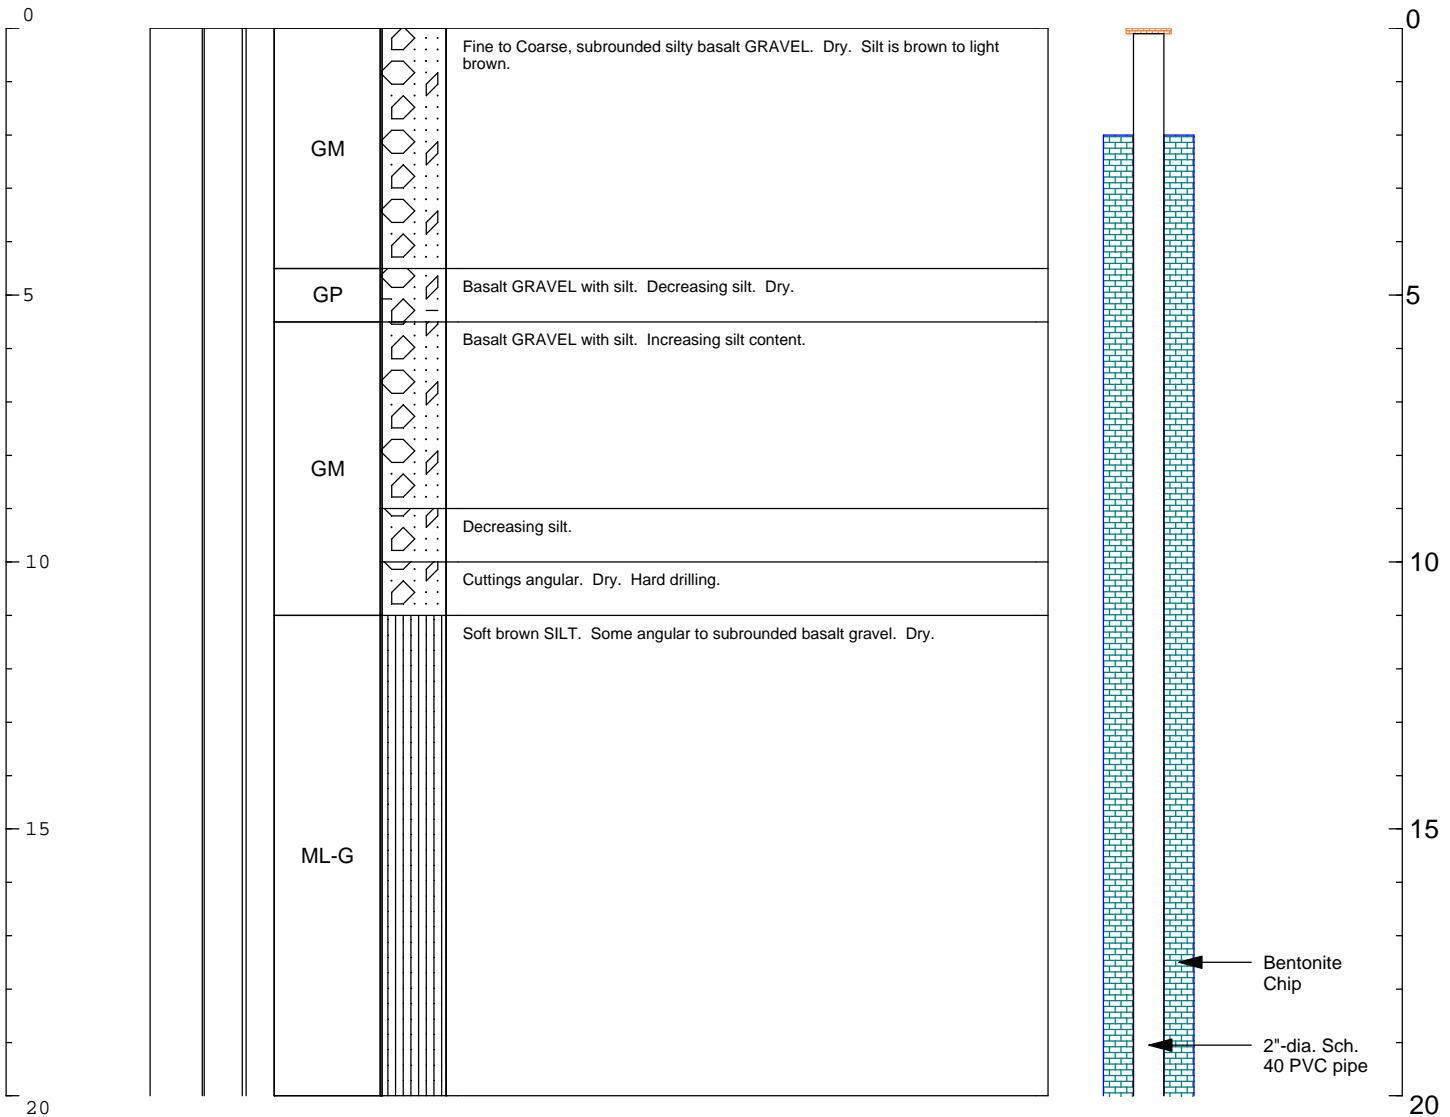 0
0
Fine to Coarse, subrounded silty basalt GRAVEL. Dry. Silt is brown to light
brown.
GM
Basalt GRAVEL with silt. Decreasing silt. Dry.
5
GP
5
Basalt GRAVEL with silt. Increasing silt content.
GM
Decreasing silt.
10
10
Cuttings angular. Dry. Hard drilling.
Soft brown SILT. Some angular to subrounded basalt gravel. Dry.
15
15
ML-G
Bentonite
Chip
2"-dia. Sch.
40 PVC pipe
20
20